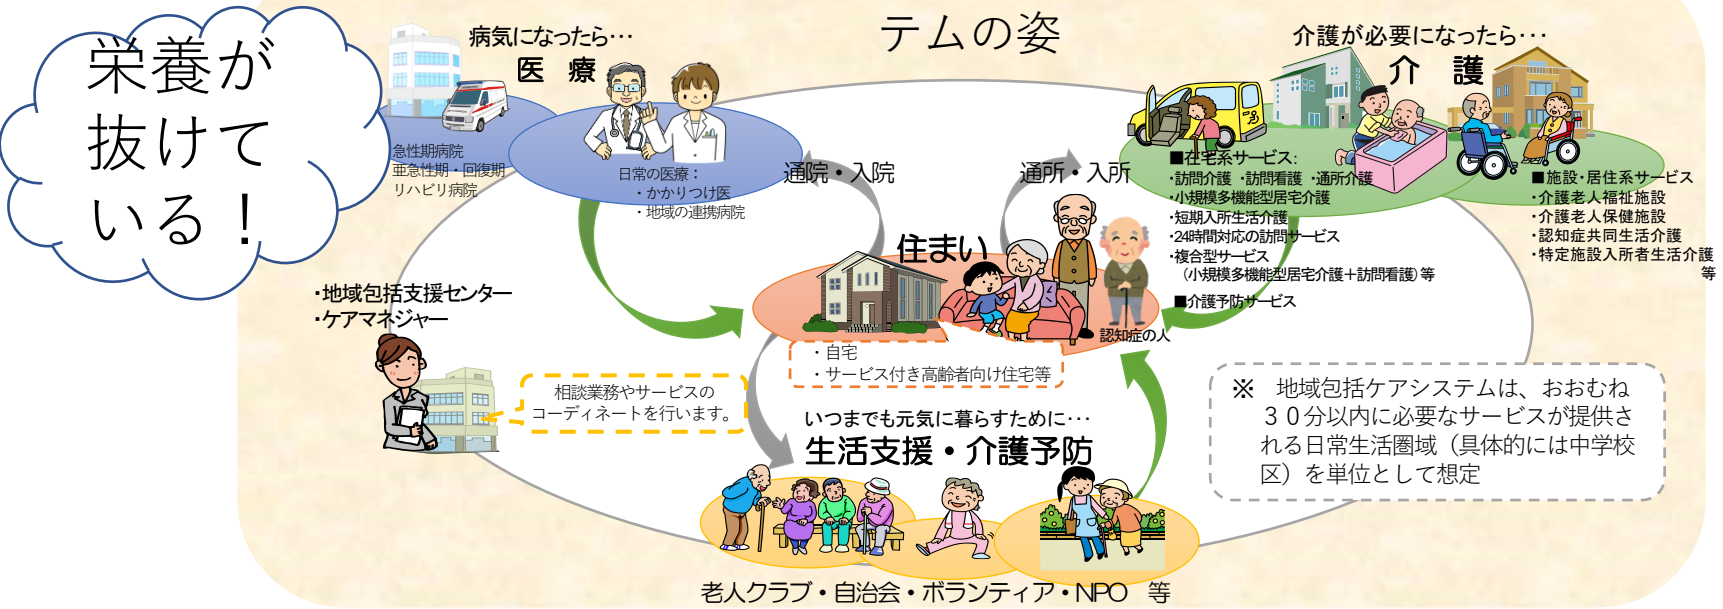 栄養が
抜けて
いる！
テムの姿
病気になったら･･･
医 療
介護が必要になったら･･･
介 護
急性期病院
亜急性期・回復期
リハビリ病院
日常の医療：
・かかりつけ医
・地域の連携病院
通院・入院
通所・入所
■在宅系サービス：
・訪問介護 ・訪問看護 ・通所介護
・小規模多機能型居宅介護
・短期入所生活介護
・24時間対応の訪問サービス
・複合型サービス
（小規模多機能型居宅介護＋訪問看護）等
■介護予防サービス
■施設・居住系サービス
・介護老人福祉施設
・介護老人保健施設
・認知症共同生活介護
・特定施設入所者生活介護
等
住まい
認知症の人
・自宅
・サービス付き高齢者向け住宅等
・地域包括支援センター
・ケアマネジャー
相談業務やサービスの
コーディネートを行います。
いつまでも元気に暮らすために･･･
生活支援・介護予防
老人クラブ・自治会・ボランティア・NPO 等
※ 地域包括ケアシステムは、おおむね
３０分以内に必要なサービスが提供さ
れる日常生活圏域（具体的には中学校
区）を単位として想定